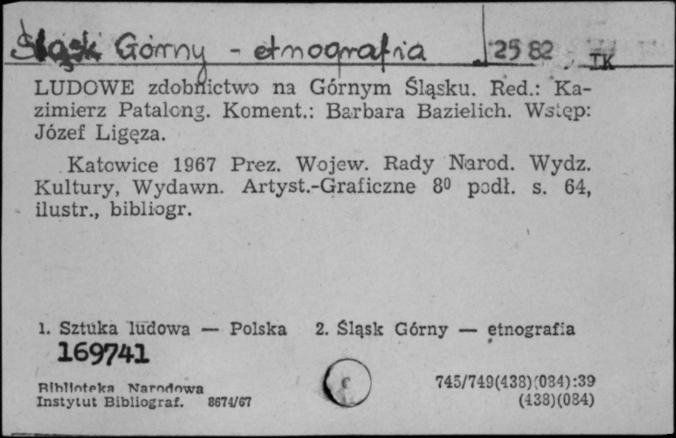 Śląsk Górny - etnografia 2582 IK
LUDOWE zdobnictwo na Górnym Śląsku. Red.: Ka-
zimierz Patalong. Koment.: Barbara Bazielich. Wstęp:
Józef Ligęza.
Katowice 1967 Prez. Wojew. Rady Narod. Wydz.
Kultury, Wydawn. Artyst.-Graficzne 8⁰ podł. s. 64,
ilustr., bibliogr.
1. Sztuka ludowa — Polska 2. Śląsk Górny — etnografia
169741
Biblioteka Narodowa
Instytut Bibliograf. 8674/67
c
745/749(438)(084):39
(438)(084)